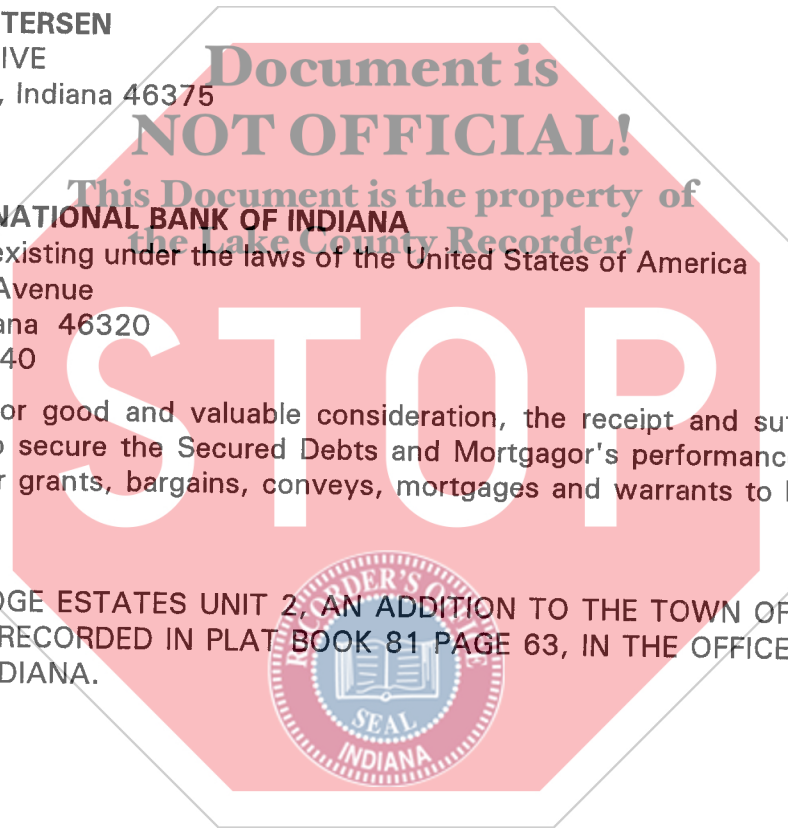 TERSEN
IVE
, Indiana 46375
Document is
NOT OFFICIAL!
This Document is the property of
the Lake County Recorder!
NATIONAL BANK OF INDIANA
existing under the laws of the United States of America
Avenue
ana 46320
40
STOP
or good and valuable consideration, the receipt and su
o secure the Secured Debts and Mortgagor's performanc
r grants, bargains, conveys, mortgages and warrants to
DGE ESTATES UNIT 2, AN ADDITION TO THE TOWN OF
RECORDED IN PLAT BOOK 81 PAGE 63, IN THE OFFICE
DIANA.
RECORDER'S OFFICE
SEAL
INDIANA